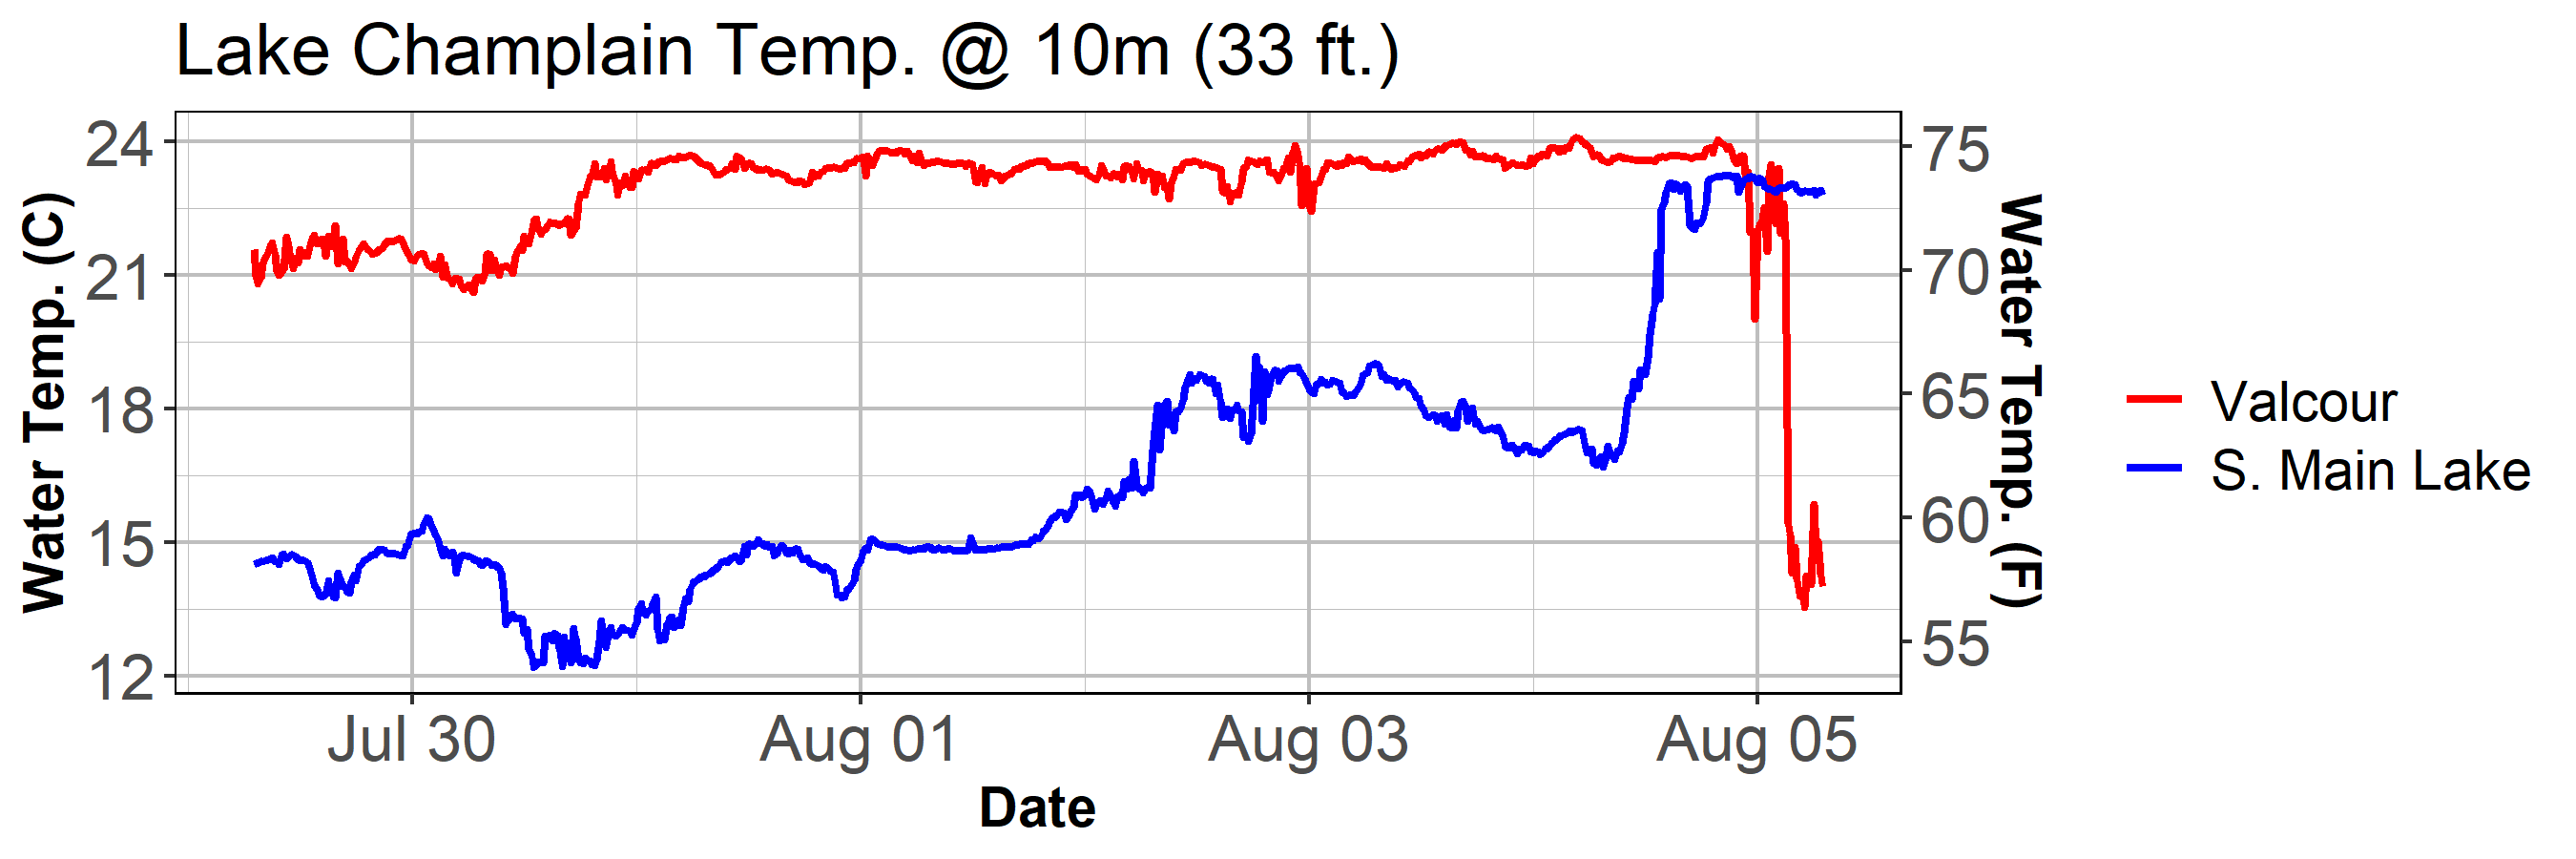 Lake Champlain Temp. @ 10m (33 ft.)
Water Temp. (C)
24
21
18
15
12
75
70
65
60
55
Water Temp. (F)
Jul 30
Aug 01
Aug 03
Aug 05
Date
Valcour
S. Main Lake